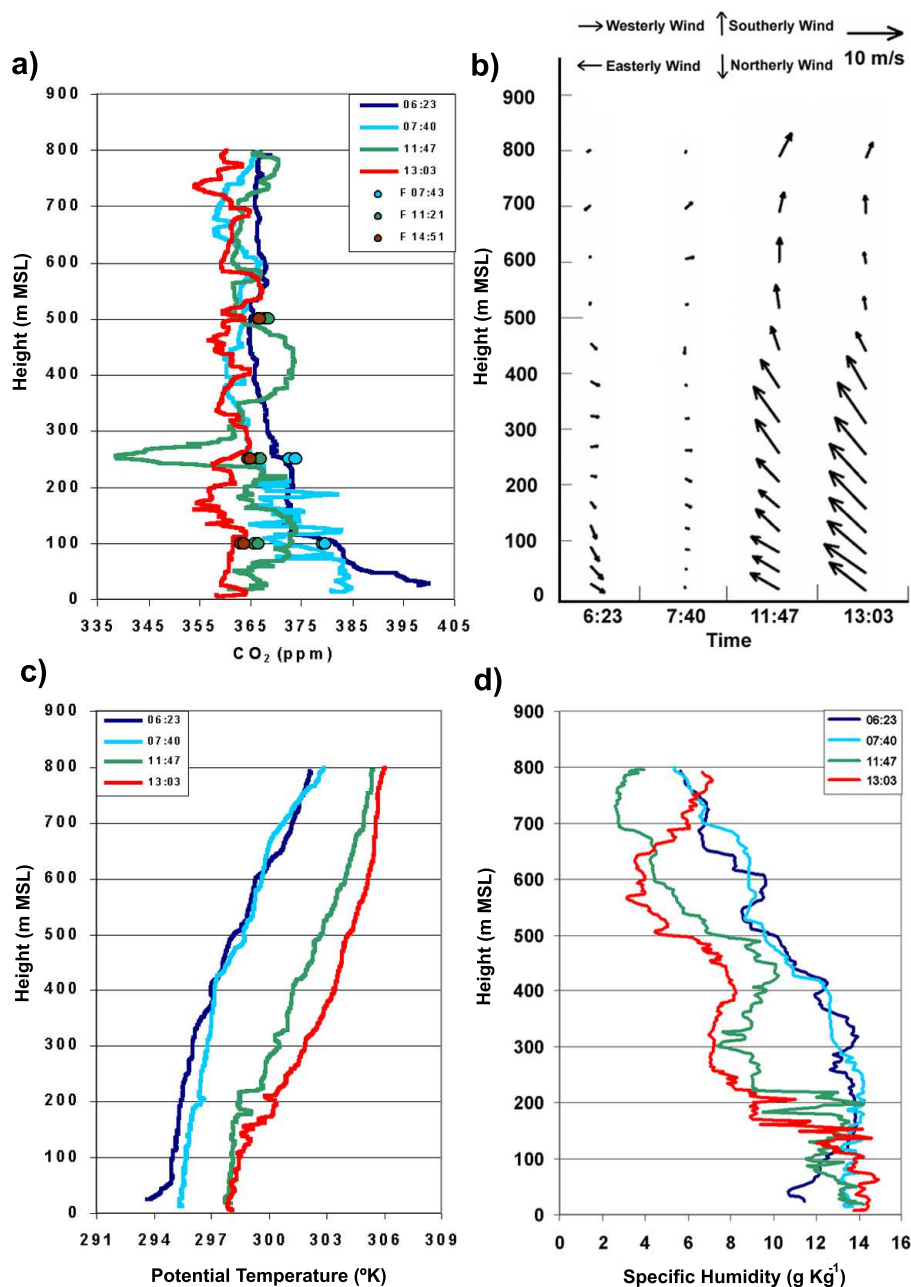 Westerly Wind
Southerly Wind
Easterly Wind
Northerly Wind
10 m/s
a)
900
800
700
600
500
400
300
200
100
0
Height (m MSL)
06:23
07:40
11:47
13:03
F 07:43
F 11:21
F 14:51
335 345 355 365 375 385 395 405
CO₂ (ppm)
b)
900
800
700
600
500
400
300
200
100
0
Height (m MSL)
6:23 7:40 11:47 13:03
Time
c)
900
800
700
600
500
400
300
200
100
0
Height (m MSL)
06:23
07:40
11:47
13:03
291 294 297 300 303 306 309
Potential Temperature (ºK)
d)
900
800
700
600
500
400
300
200
100
0
Height (m MSL)
06:23
07:40
11:47
13:03
0 2 4 6 8 10 12 14 16
Specific Humidity (g Kg⁻¹)